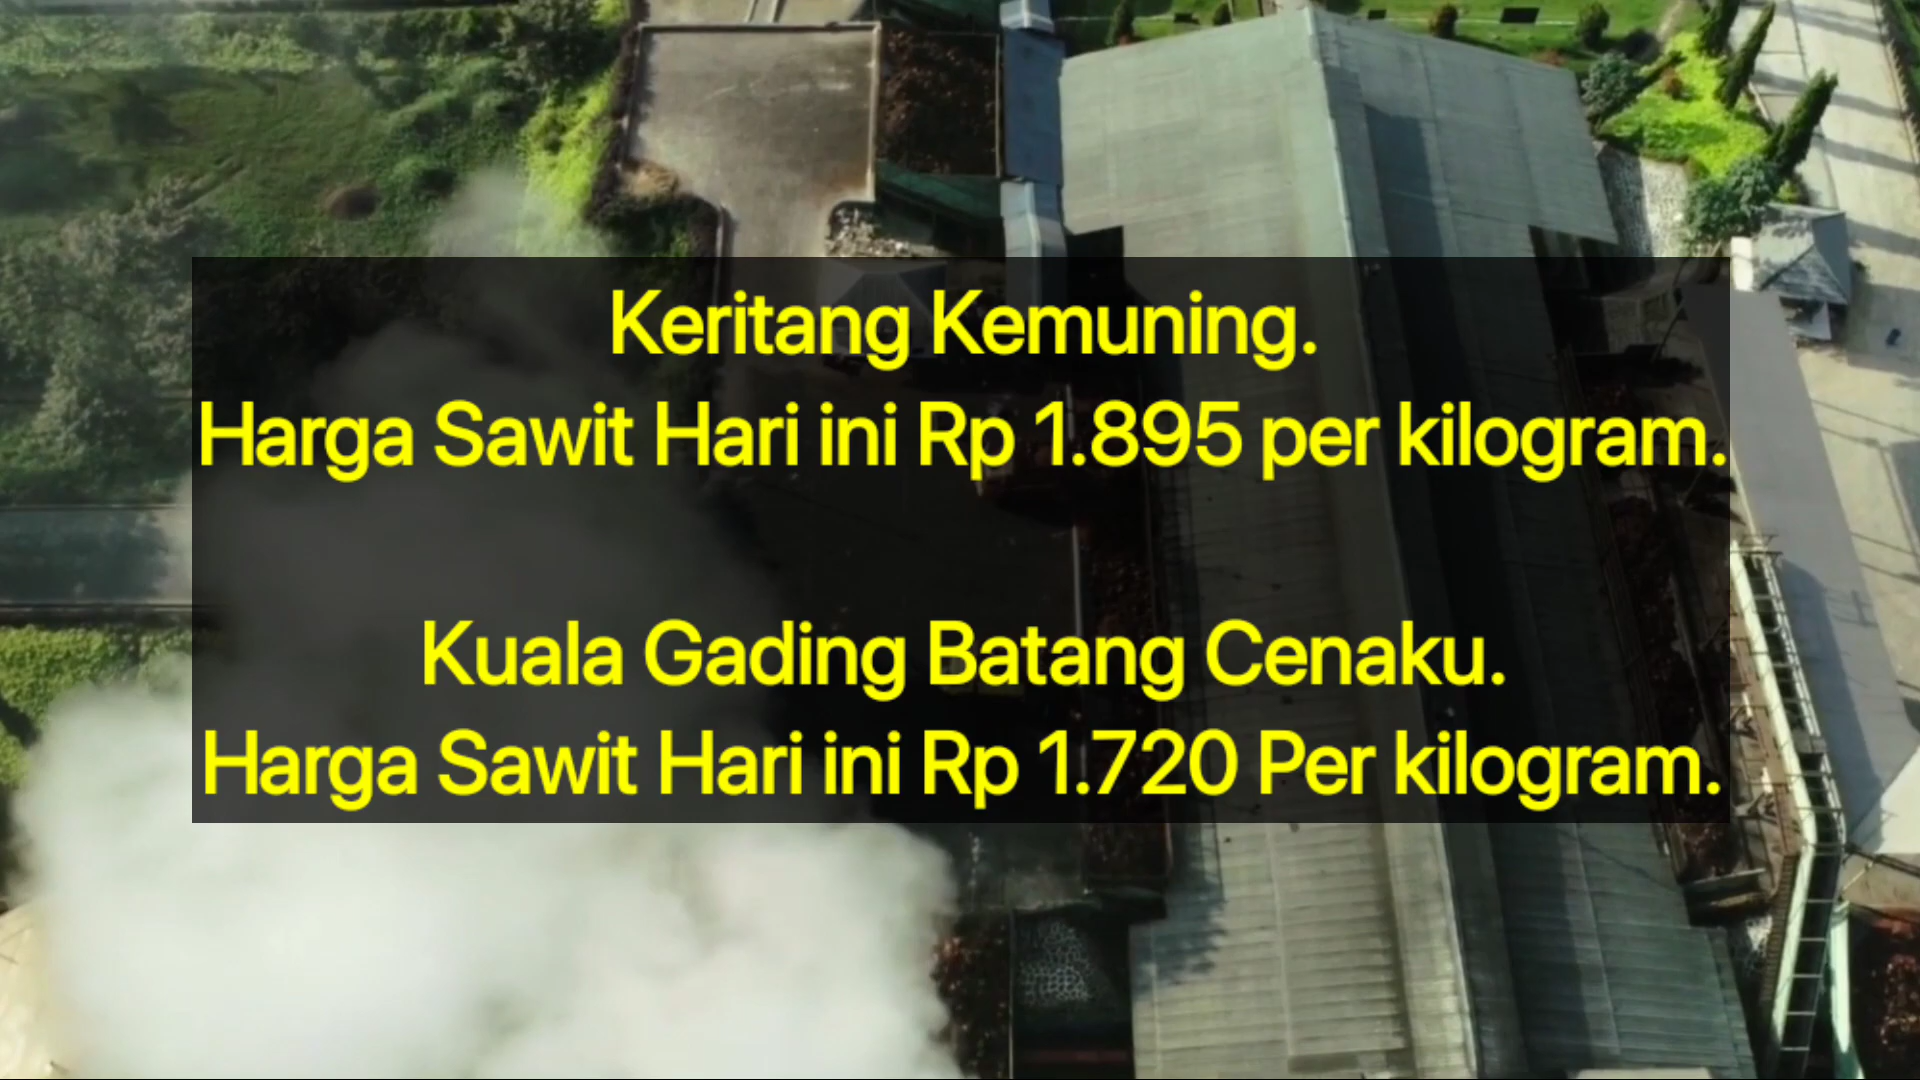 Keritang Kemuning.
Harga Sawit Hari ini Rp 1.895 per kilogram.
Kuala Gading Batang Cenaku.
Harga Sawit Hari ini Rp 1.720 Per kilogram.